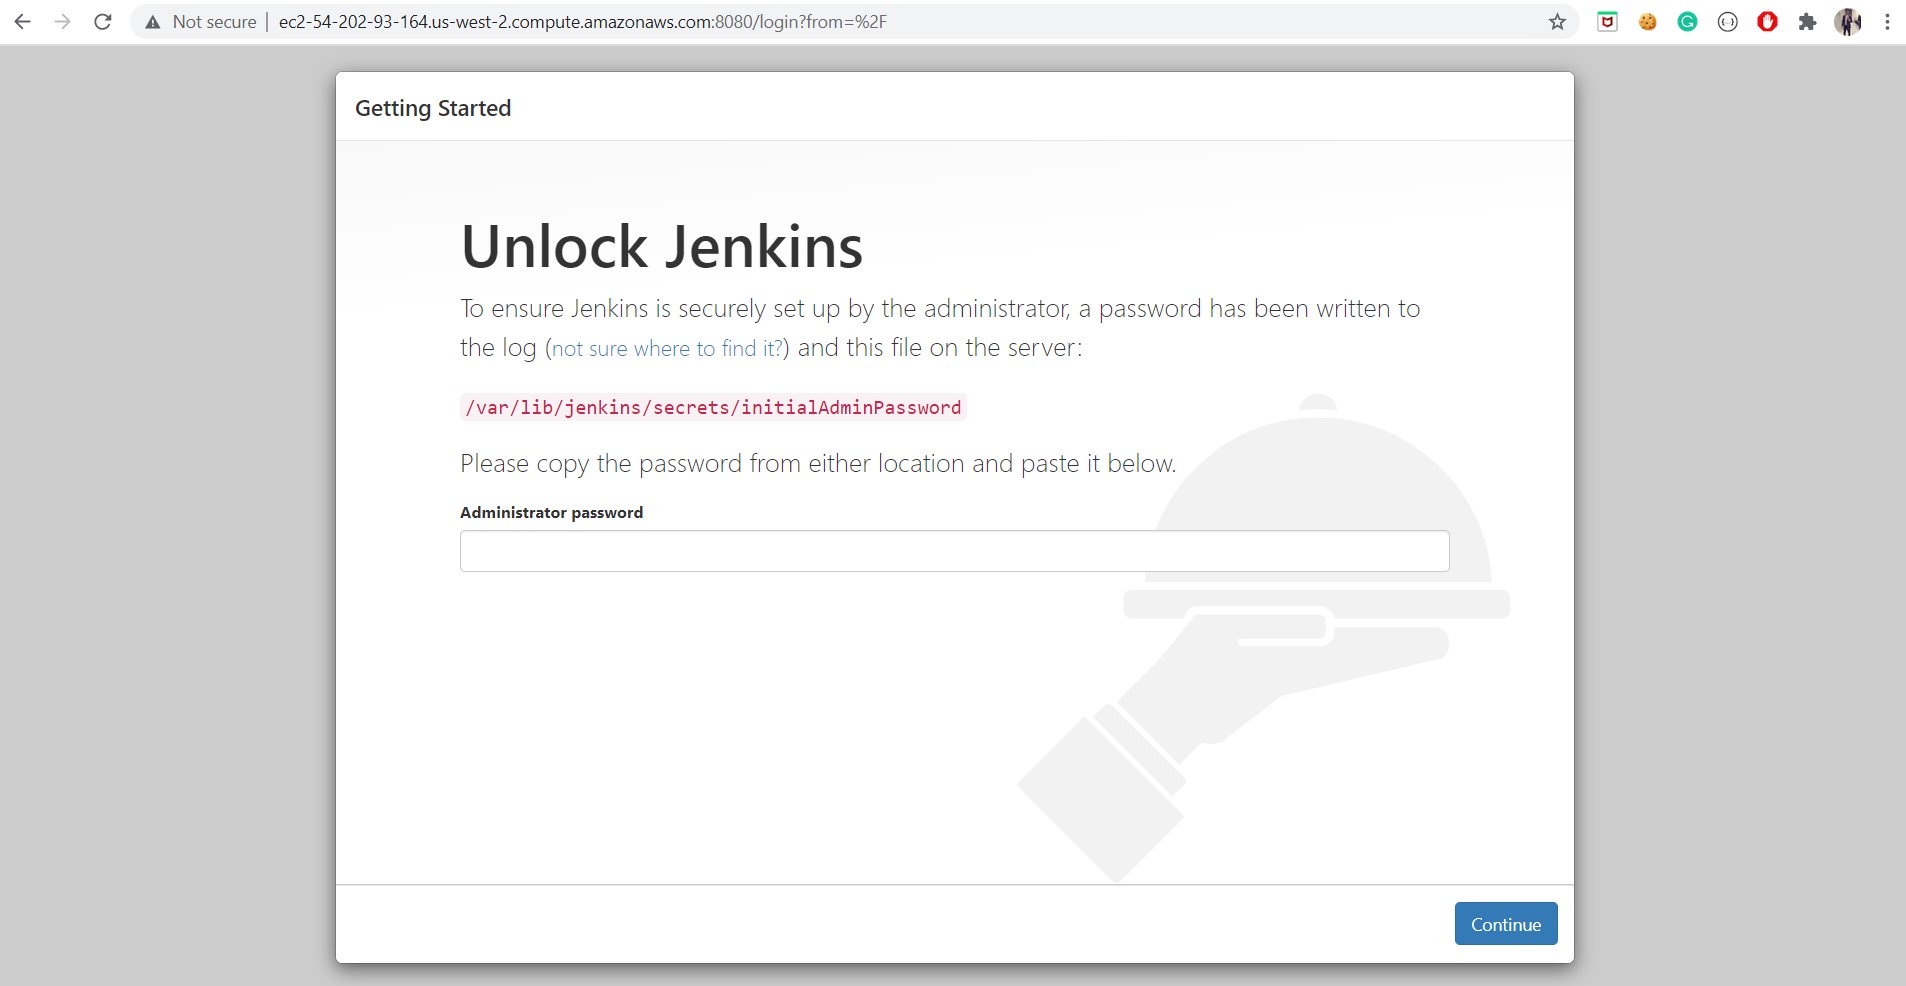 Not secure | ec2-54-202-93-164.us-west-2.compute.amazonaws.com:8080/login?from=%2F
Getting Started
Unlock Jenkins
To ensure Jenkins is securely set up by the administrator, a password has been written to
the log (not sure where to find it?) and this file on the server:
/var/lib/jenkins/secrets/initialAdminPassword
Please copy the password from either location and paste it below.
Administrator password
Continue